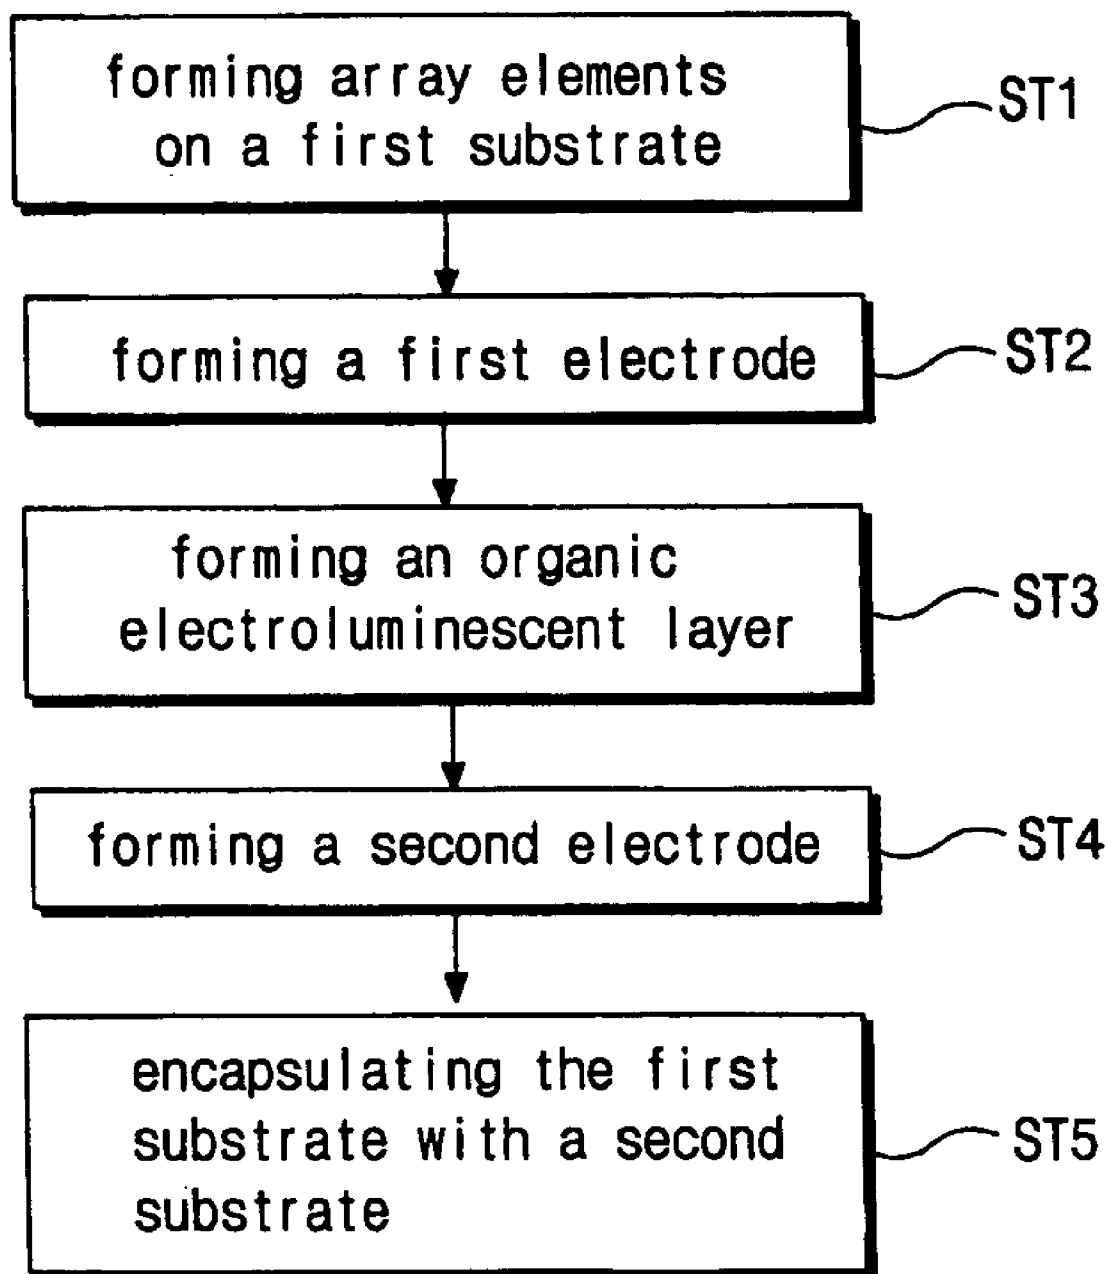 forming array elements
on a first substrate
ST1
forming a first electrode
ST2
forming an organic
electroluminescent layer
ST3
forming a second electrode
ST4
encapsulating the first
substrate with a second
substrate
ST5